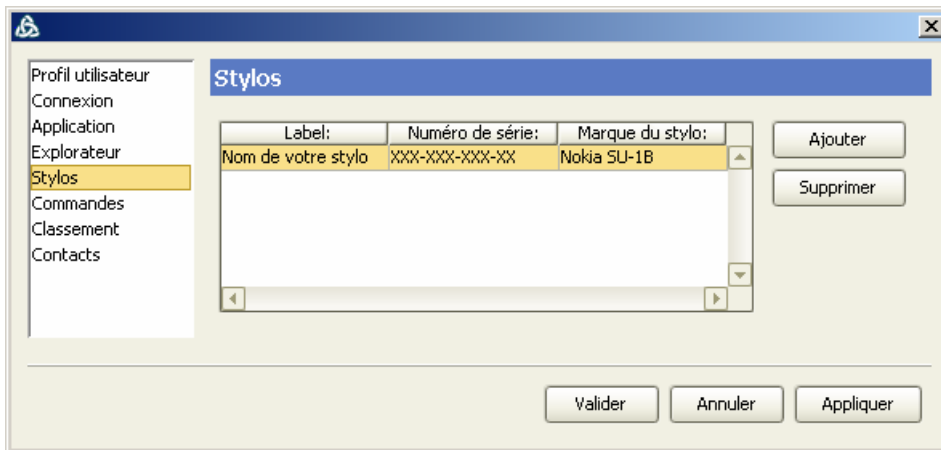 Profil utilisateur
Connexion
Application
Explorateur
Stylos
Commandes
Classement
Contacts
Stylos
Label: Numéro de série: Marque du stylo:
Nom de votre stylo XXX-XXX-XXX-XX Nokia SU-1B
Ajouter
Supprimer
Valider Annuler Appliquer